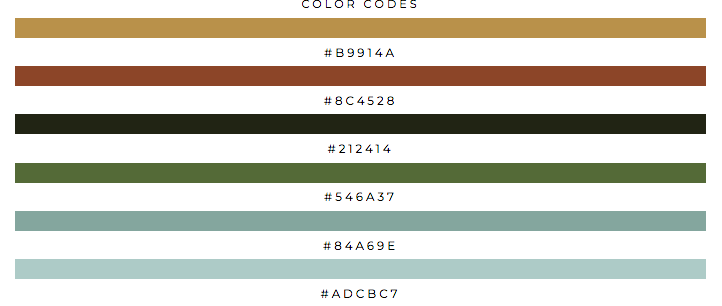 COLOR CODES
#B9914A
#8C4528
#212414
#546A37
#84A69E
#ADCBC7